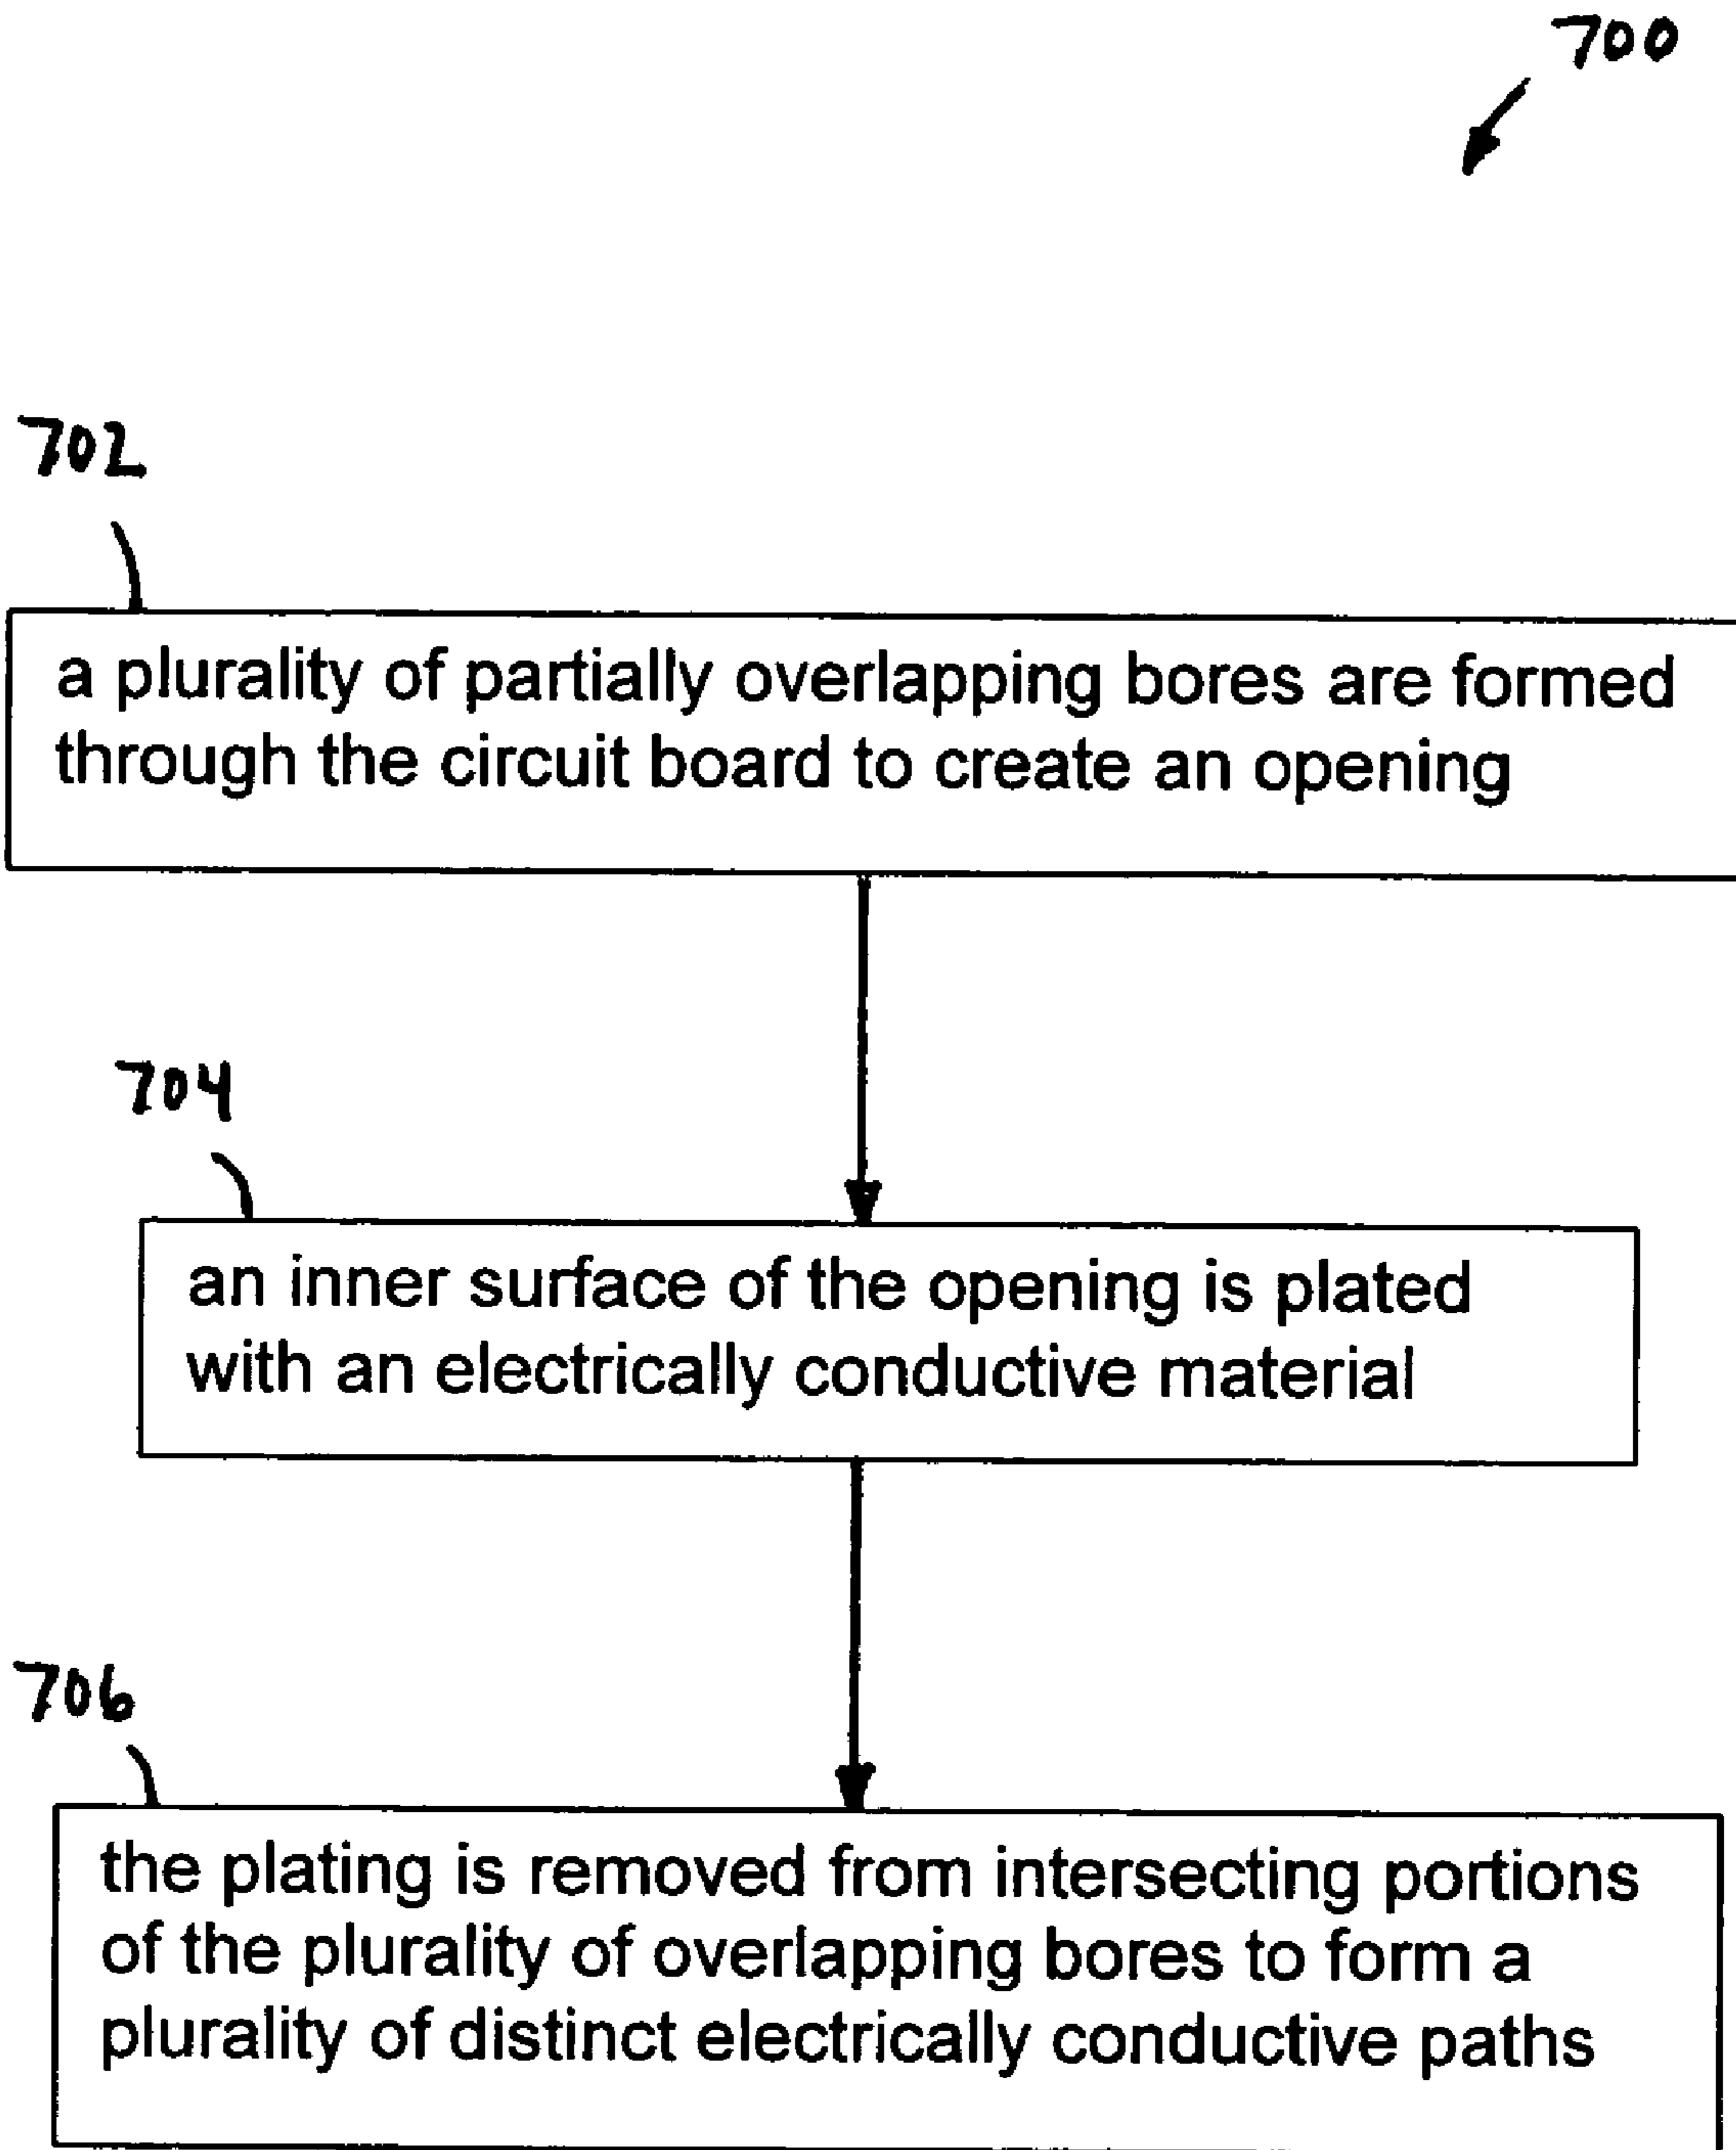 700
702
a plurality of partially overlapping bores are formed
through the circuit board to create an opening
704
an inner surface of the opening is plated
with an electrically conductive material
706
the plating is removed from intersecting portions
of the plurality of overlapping bores to form a
plurality of distinct electrically conductive paths